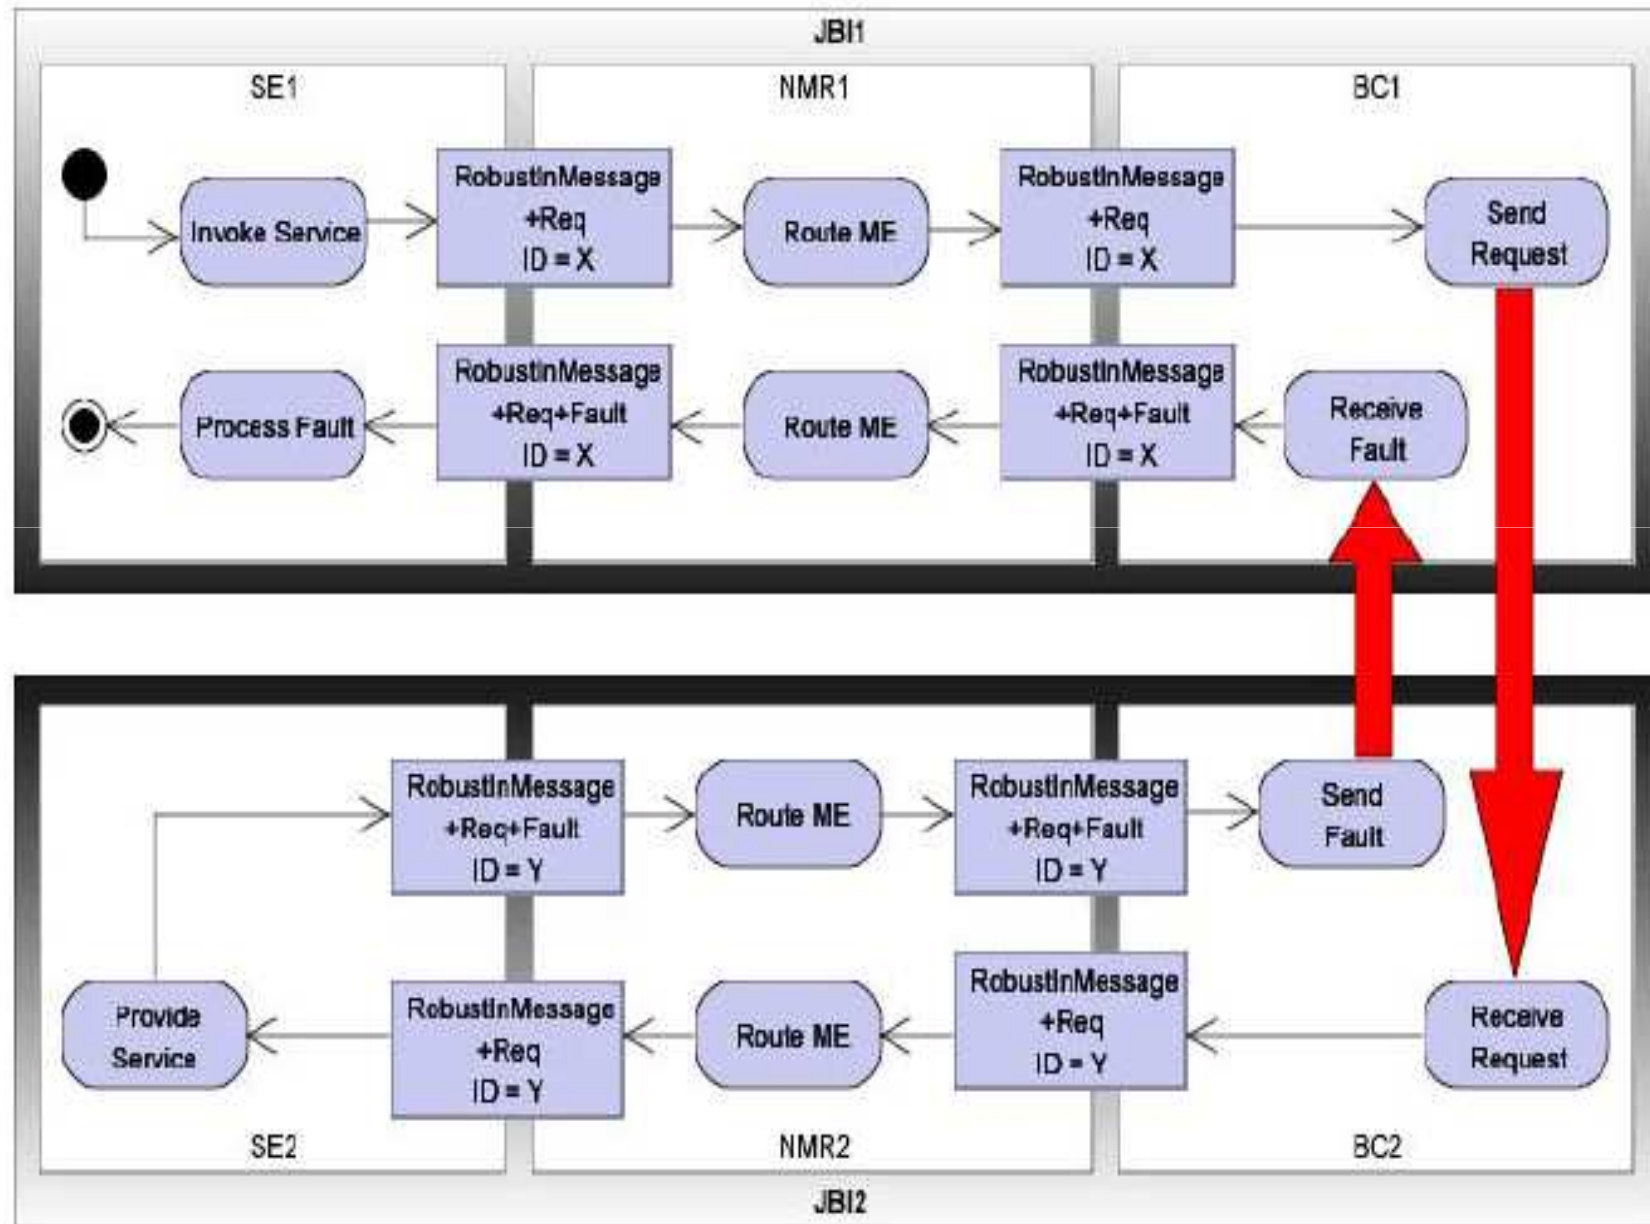 JBI1
SE1
NMR1
BC1
Invoke Service
RobustInMessage
+Req
ID = X
Route ME
RobustInMessage
+Req
ID = X
Send
Request
Process Fault
RobustInMessage
+Req+Fault
ID = X
Route ME
RobustInMessage
+Req+Fault
ID = X
Receive
Fault
RobustInMessage
+Req+Fault
ID = Y
Route ME
RobustInMessage
+Req+Fault
ID = Y
Send
Fault
Provide
Service
RobustInMessage
+Req
ID = Y
Route ME
RobustInMessage
+Req
ID = Y
Receive
Request
SE2
NMR2
BC2
JBI2